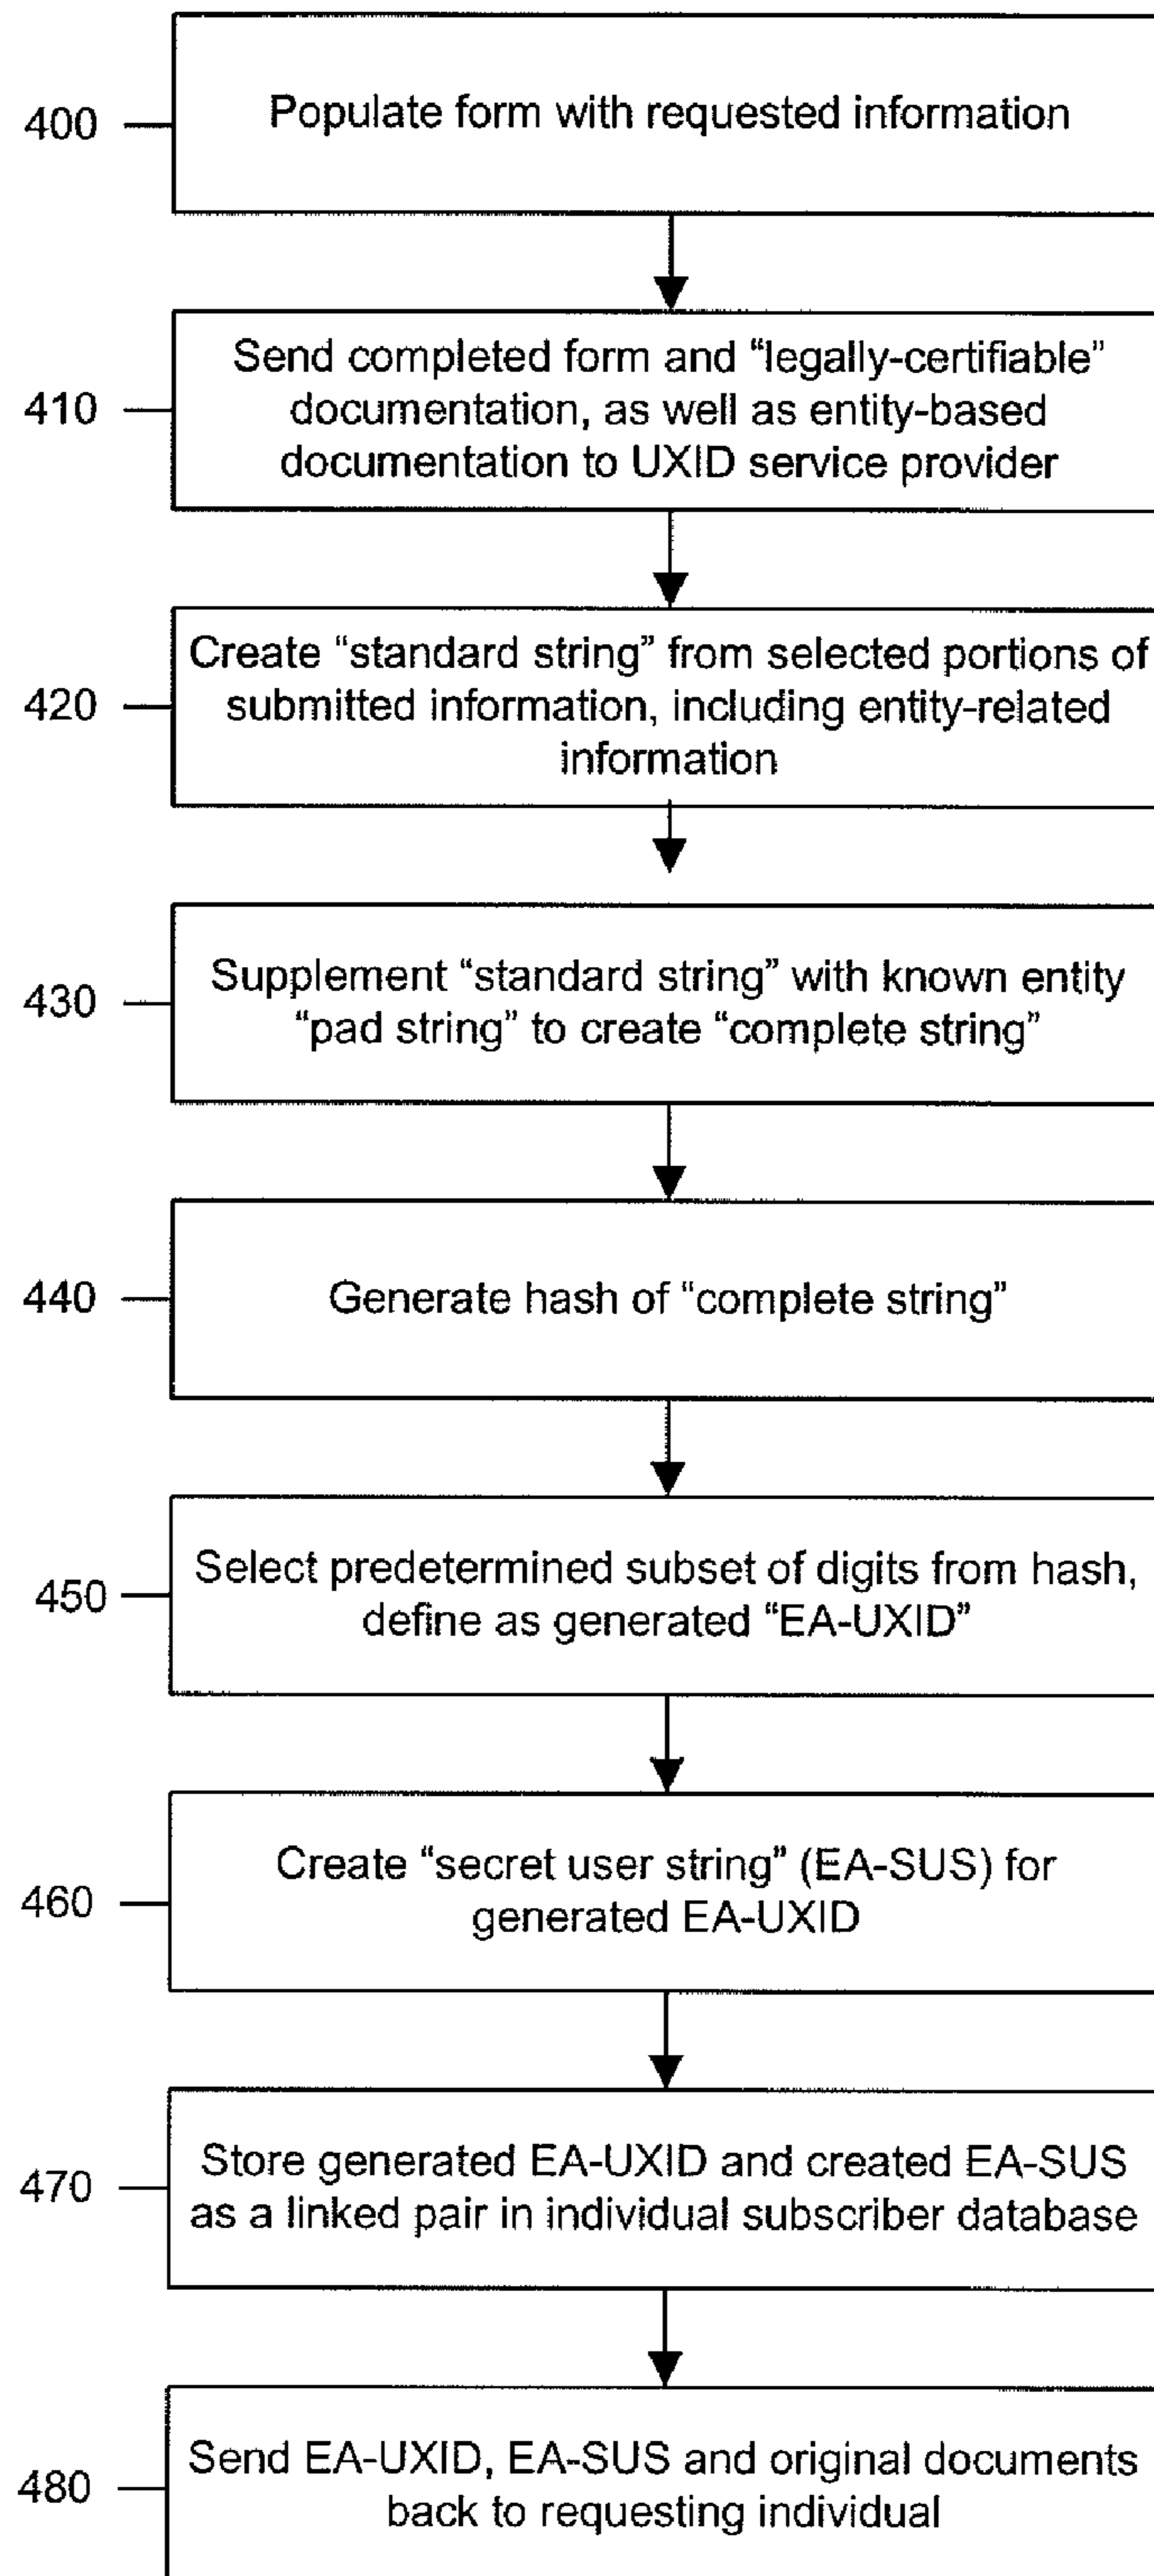 400
Populate form with requested information
410
Send completed form and “legally-certifiable”
documentation, as well as entity-based
documentation to UXID service provider
420
Create “standard string” from selected portions of
submitted information, including entity-related
information
430
Supplement “standard string” with known entity
“pad string” to create “complete string”
440
Generate hash of “complete string”
450
Select predetermined subset of digits from hash,
define as generated “EA-UXID”
460
Create “secret user string” (EA-SUS) for
generated EA-UXID
470
Store generated EA-UXID and created EA-SUS
as a linked pair in individual subscriber database
480
Send EA-UXID, EA-SUS and original documents
back to requesting individual